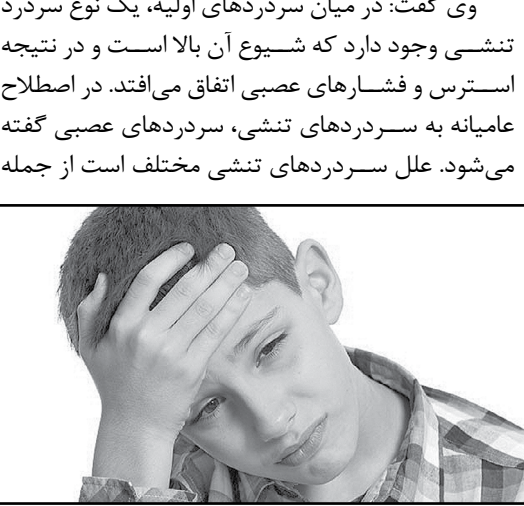 وی گفت: در میان سردردهای اولیه، یک نوع سردرد
تنشی وجود دارد که شیوع آن بالا است و در نتیجه
استرس و فشارهای عصبی اتفاق می‌افتد. در اصطلاح
عامیانه به سردردهای تنشی، سردردهای عصبی گفته
می‌شود. علل سردردهای تنشی مختلف است از جمله